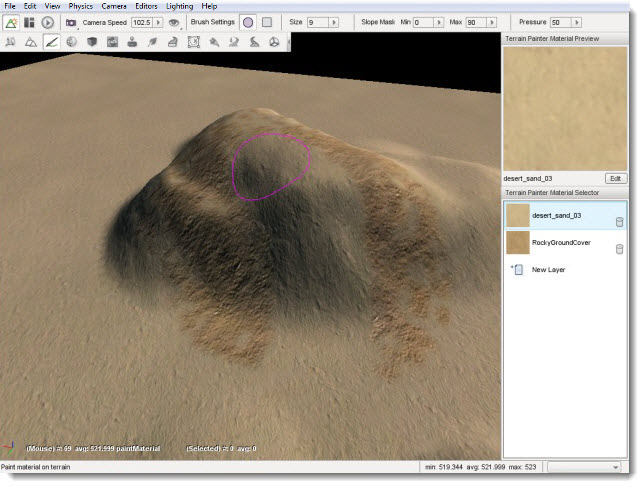 File Edit View Physics Camera Editors Lighting Help
Camera Speed 102.5 Brush Settings Size 9 Slope Mask Min 0 Max 90 Pressure 50
Terrain Painter Material Preview
desert_sand_03 Edit
Terrain Painter Material Selector
desert_sand_03
RockyGroundCover
New Layer
(Mouse) #: 69 avg: 521.999 paintMaterial (Selected) #: 0 avg: 0
Paint material on terrain min: 519.344 avg: 521.999 max: 523